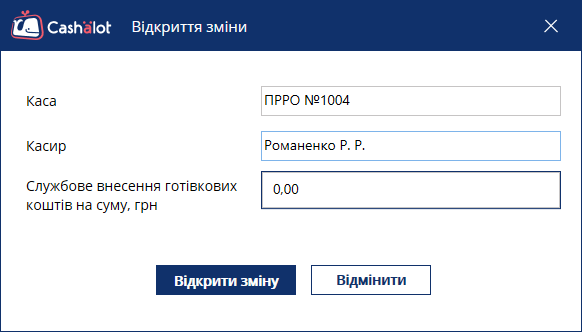 Cashalot Відкриття зміни
Каса ПРРО №1004
Касир Романенко Р. Р.
Службове внесення готівкових
коштів на суму, грн 0,00
Відкрити зміну Відмінити